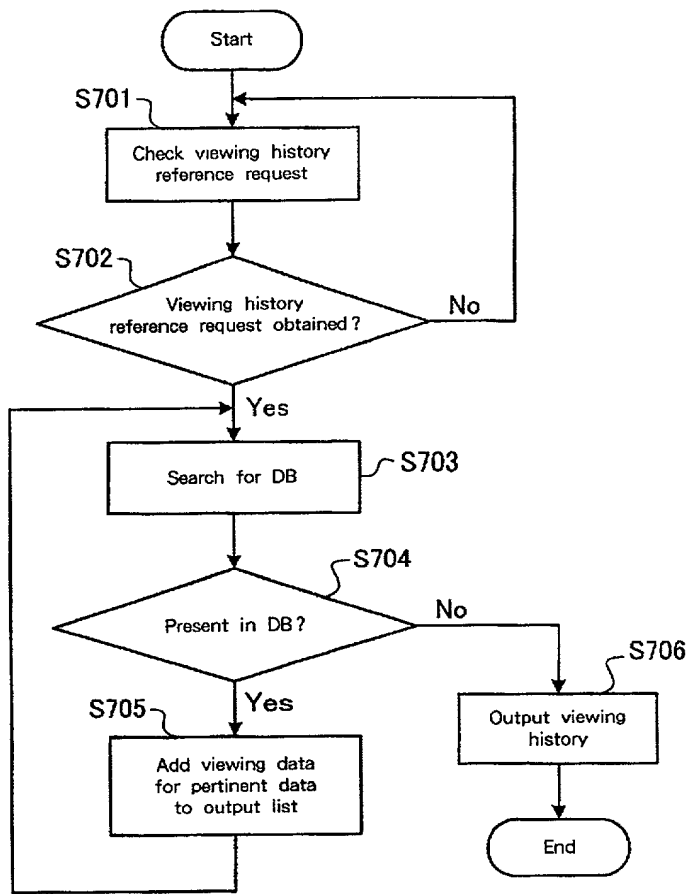 Start
S701
Check viewing history
reference request
S702
Viewing history
reference request obtained?
No
Yes
Search for DB
S703
S704
Present in DB?
No
Yes
S705
Add viewing data
for pertinent data
to output list
S706
Output viewing
history
End